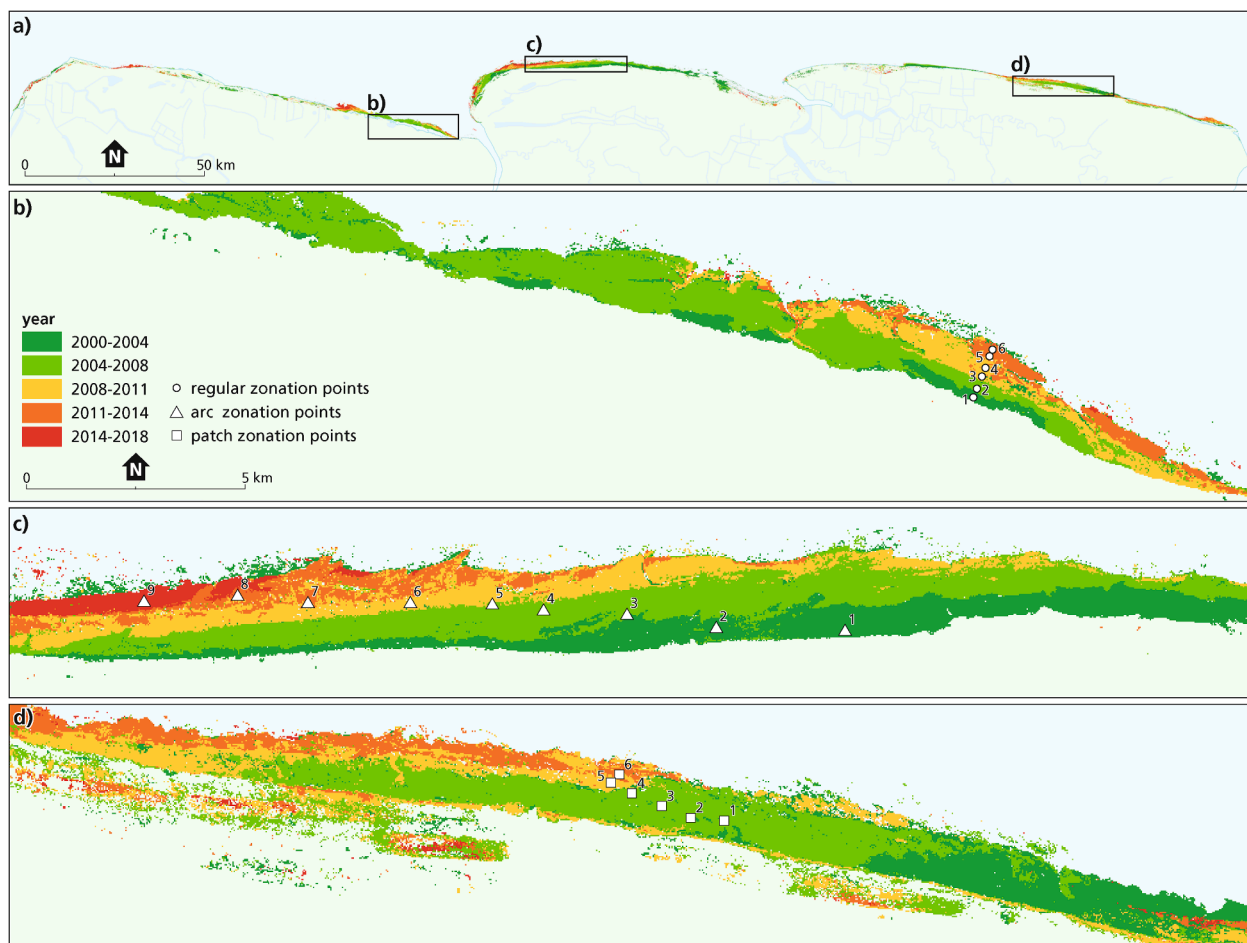 a)
b)
c)
d)
N
0 50 km
b)
year
2000-2004
2004-2008
2008-2011
2011-2014
2014-2018
regular zonation points
arc zonation points
patch zonation points
N
0 5 km
6
5
4
3
2
1
c)
9
8
7
6
5
4
3
2
1
d)
6
5
4
3
2
1